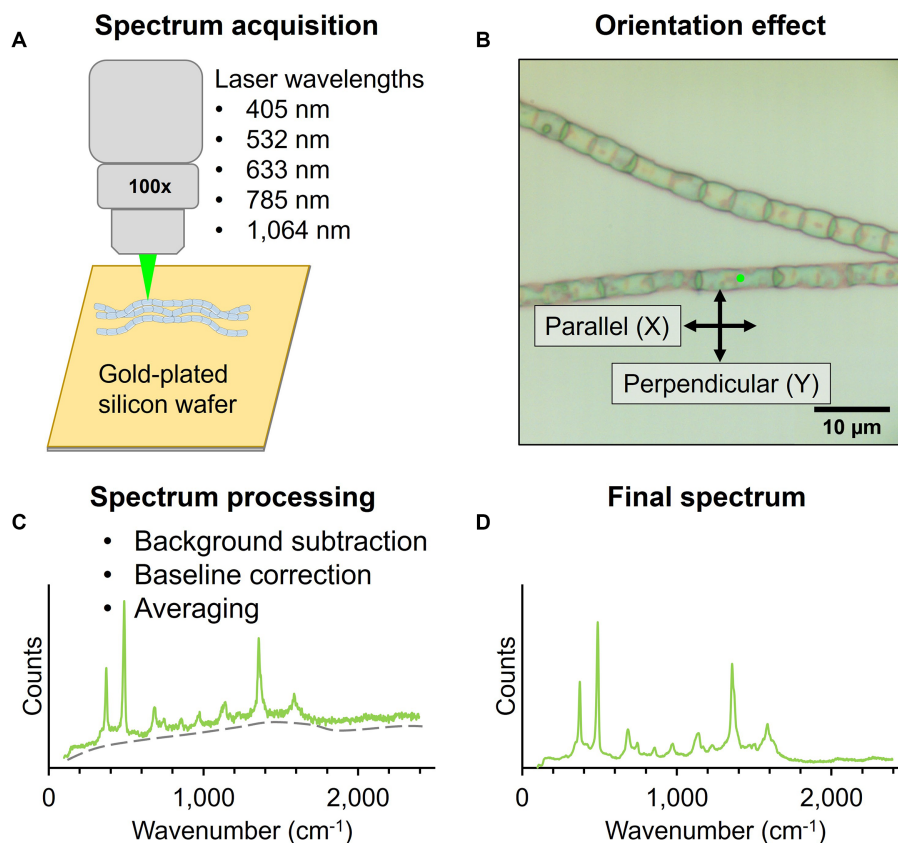 A
Spectrum acquisition
Laser wavelengths
• 405 nm
• 532 nm
• 633 nm
• 785 nm
• 1,064 nm
100x
Gold-plated
silicon wafer
B
Orientation effect
Parallel (X)
Perpendicular (Y)
10 µm
C
Spectrum processing
• Background subtraction
• Baseline correction
• Averaging
Counts
0 1,000 2,000
Wavenumber (cm⁻¹)
D
Final spectrum
Counts
0 1,000 2,000
Wavenumber (cm⁻¹)